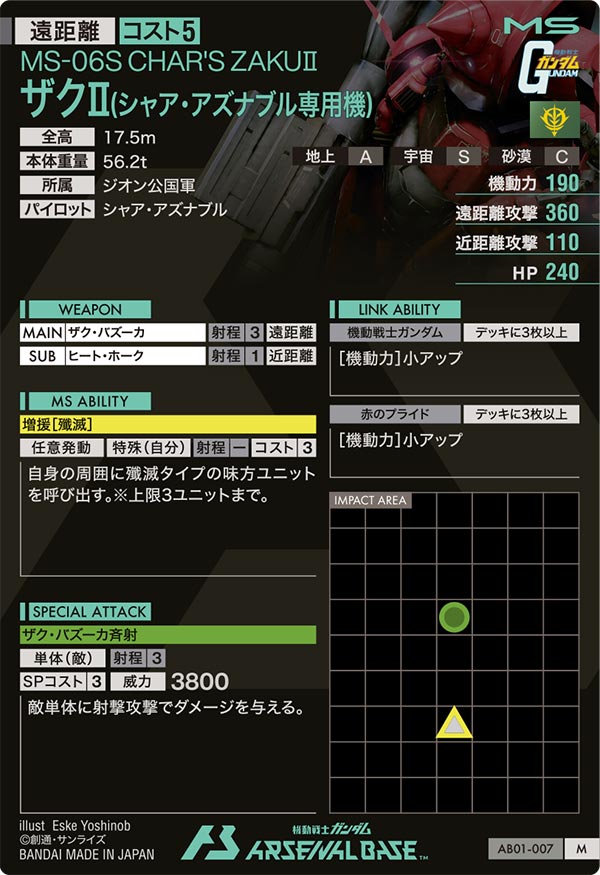 遠距離 コスト5
MS
MS-06S CHAR'S ZAKUⅡ
機動戦士
ガンダム
GUNDAM
ザクⅡ(シャア・アズナブル専用機)
全高 17.5m
本体重量 56.2t
所属 ジオン公国軍
パイロット シャア・アズナブル
地上 A 宇宙 S 砂漠 C
機動力 190
遠距離攻撃 360
近距離攻撃 110
HP 240
WEAPON
MAIN ザク・バズーカ 射程 3 遠距離
SUB ヒート・ホーク 射程 1 近距離
MS ABILITY
増援[殲滅]
任意発動 特殊(自分) 射程 ー コスト 3
自身の周囲に殲滅タイプの味方ユニット
を呼び出す。※上限3ユニットまで。
SPECIAL ATTACK
ザク・バズーカ斉射
単体(敵) 射程 3
SPコスト 3 威力 3800
敵単体に射撃攻撃でダメージを与える。
LINK ABILITY
機動戦士ガンダム デッキに3枚以上
[機動力]小アップ
赤のプライド デッキに3枚以上
[機動力]小アップ
IMPACT AREA
illust Eske Yoshinob
©創通・サンライズ
BANDAI MADE IN JAPAN
AB
機動戦士ガンダム
ARSENAL BASE™
AB01-007 M